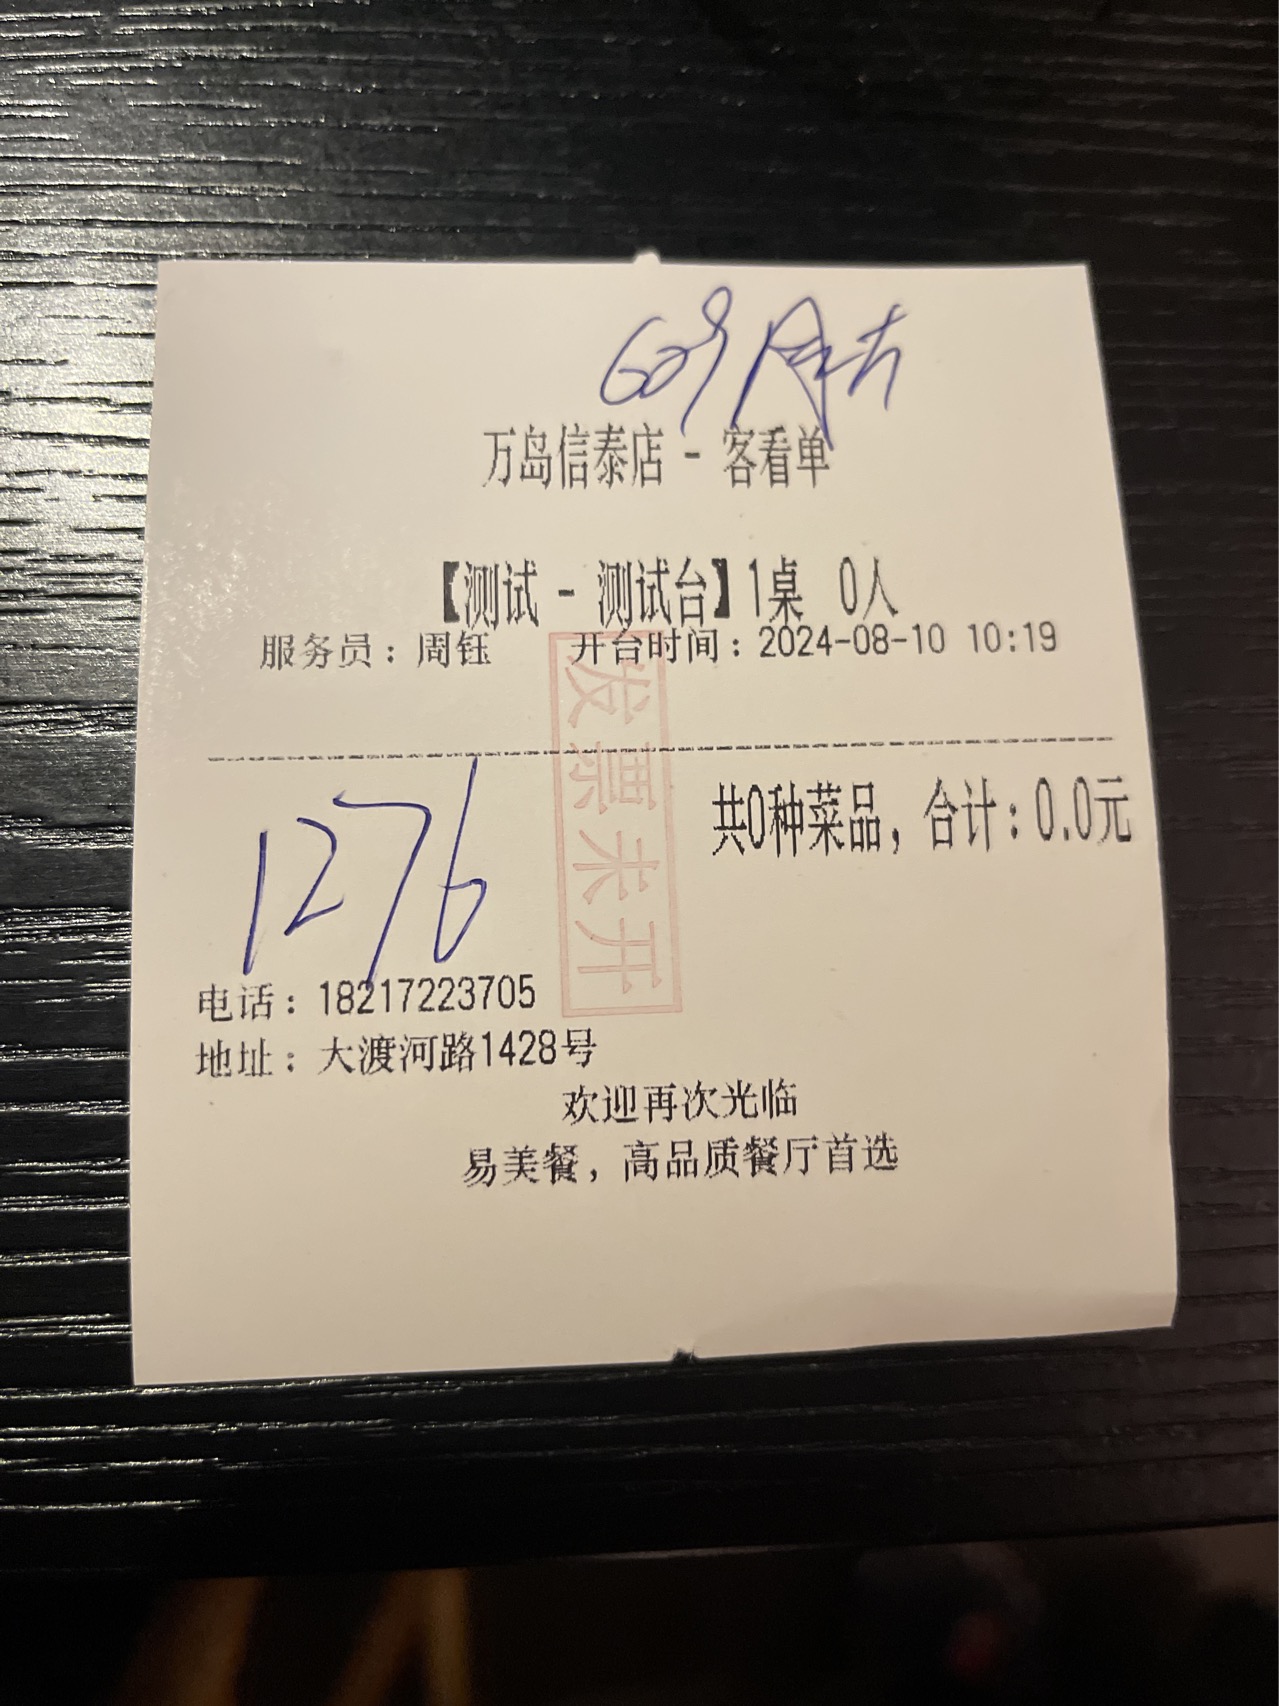 万岛信泰店 - 客看单
【测试 - 测试台】1桌 0人
服务员：周钰 开台时间：2024-08-10 10:19
发票未开
共0种菜品，合计：0.0元
1276
电话：18217223705
地址：大渡河路1428号
欢迎再次光临
易美餐，高品质餐厅首选